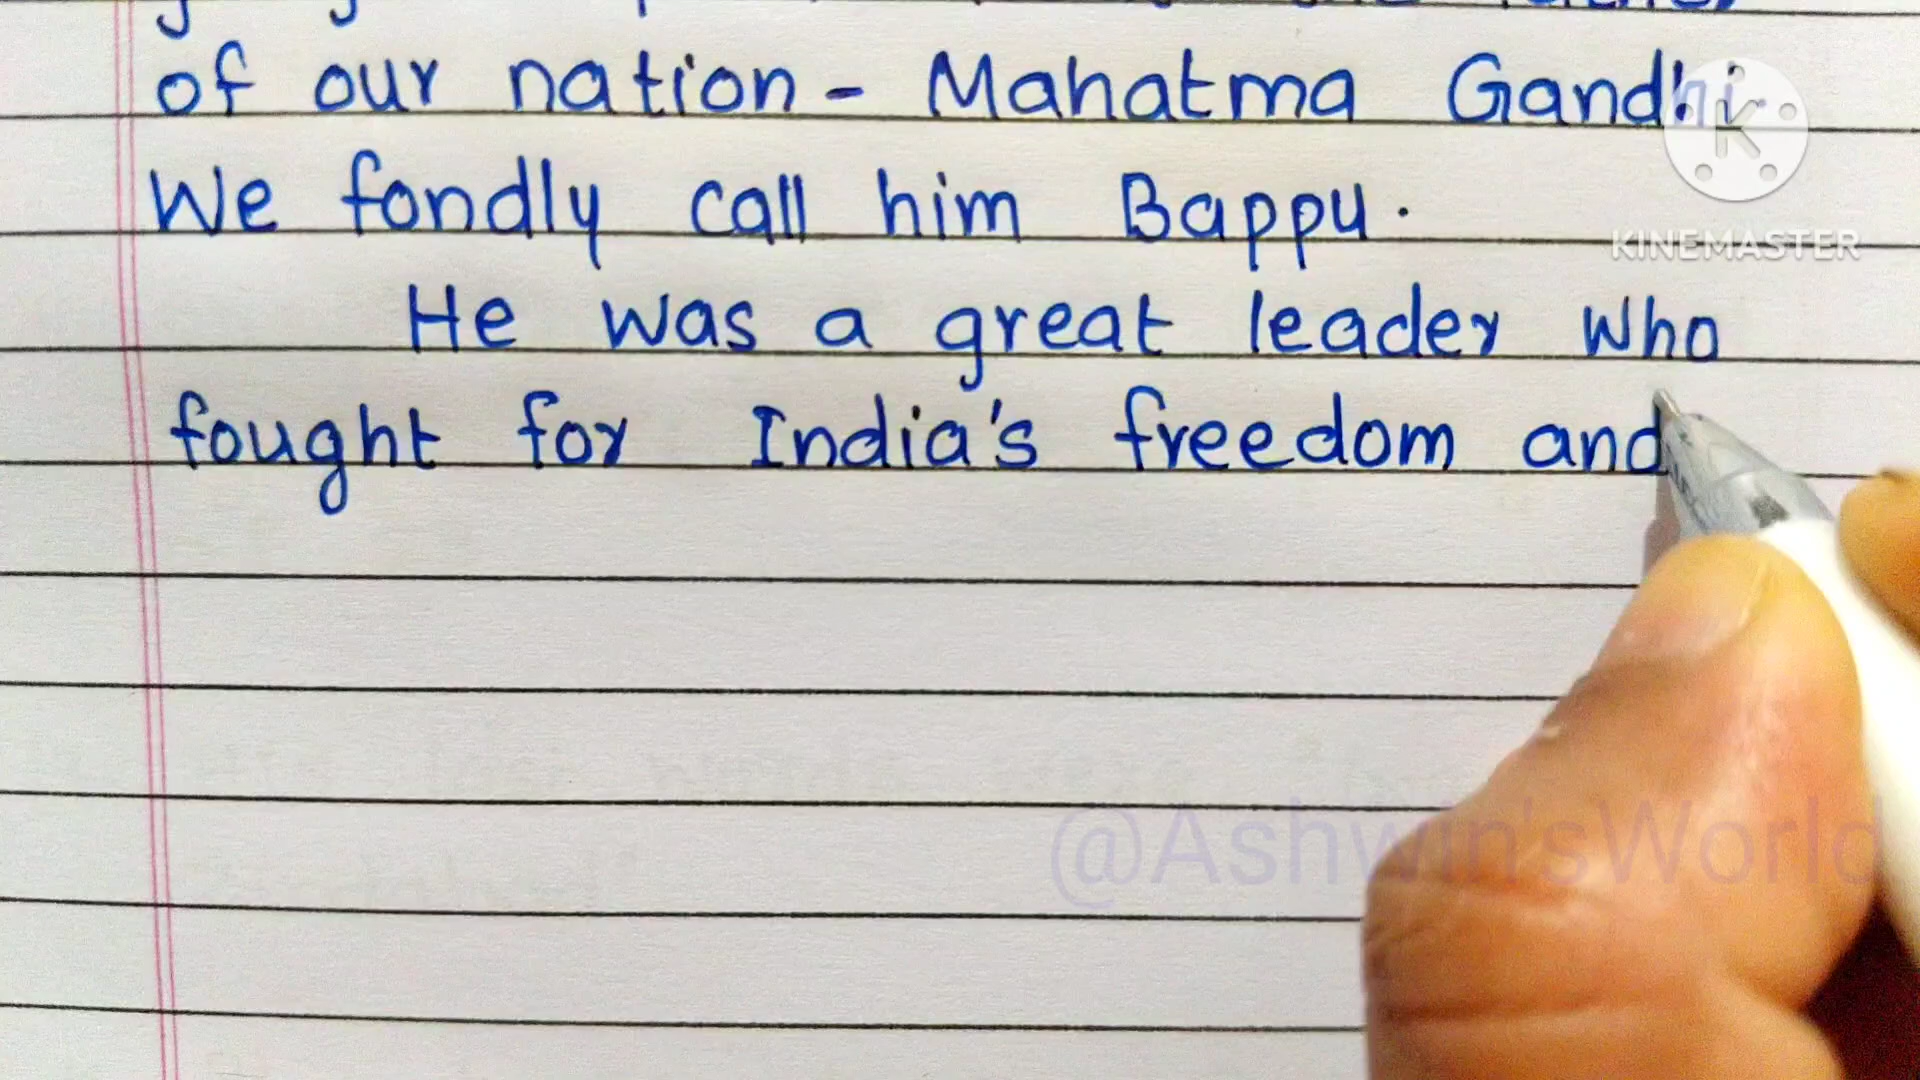 of our nation - Mahatma Gandhi.
We fondly call him Bappu.
He was a great leader who
fought for India's freedom and
KINEMASTER
@Ashwin'sWorld